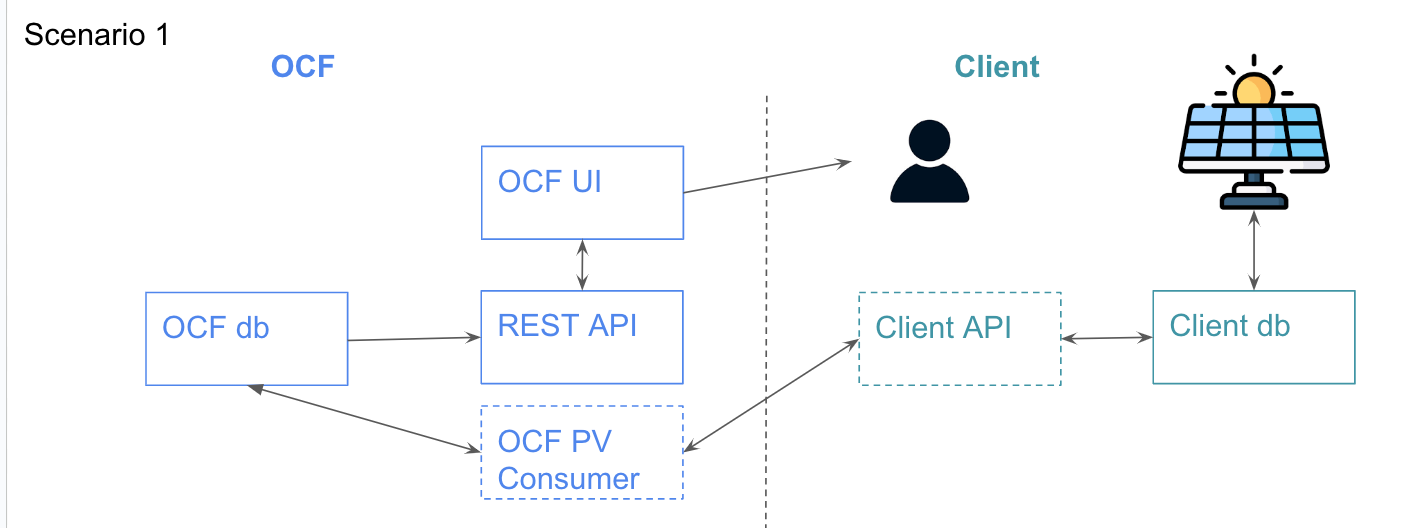 Scenario 1
OCF
Client
OCF UI
OCF db
REST API
Client API
Client db
OCF PV
Consumer